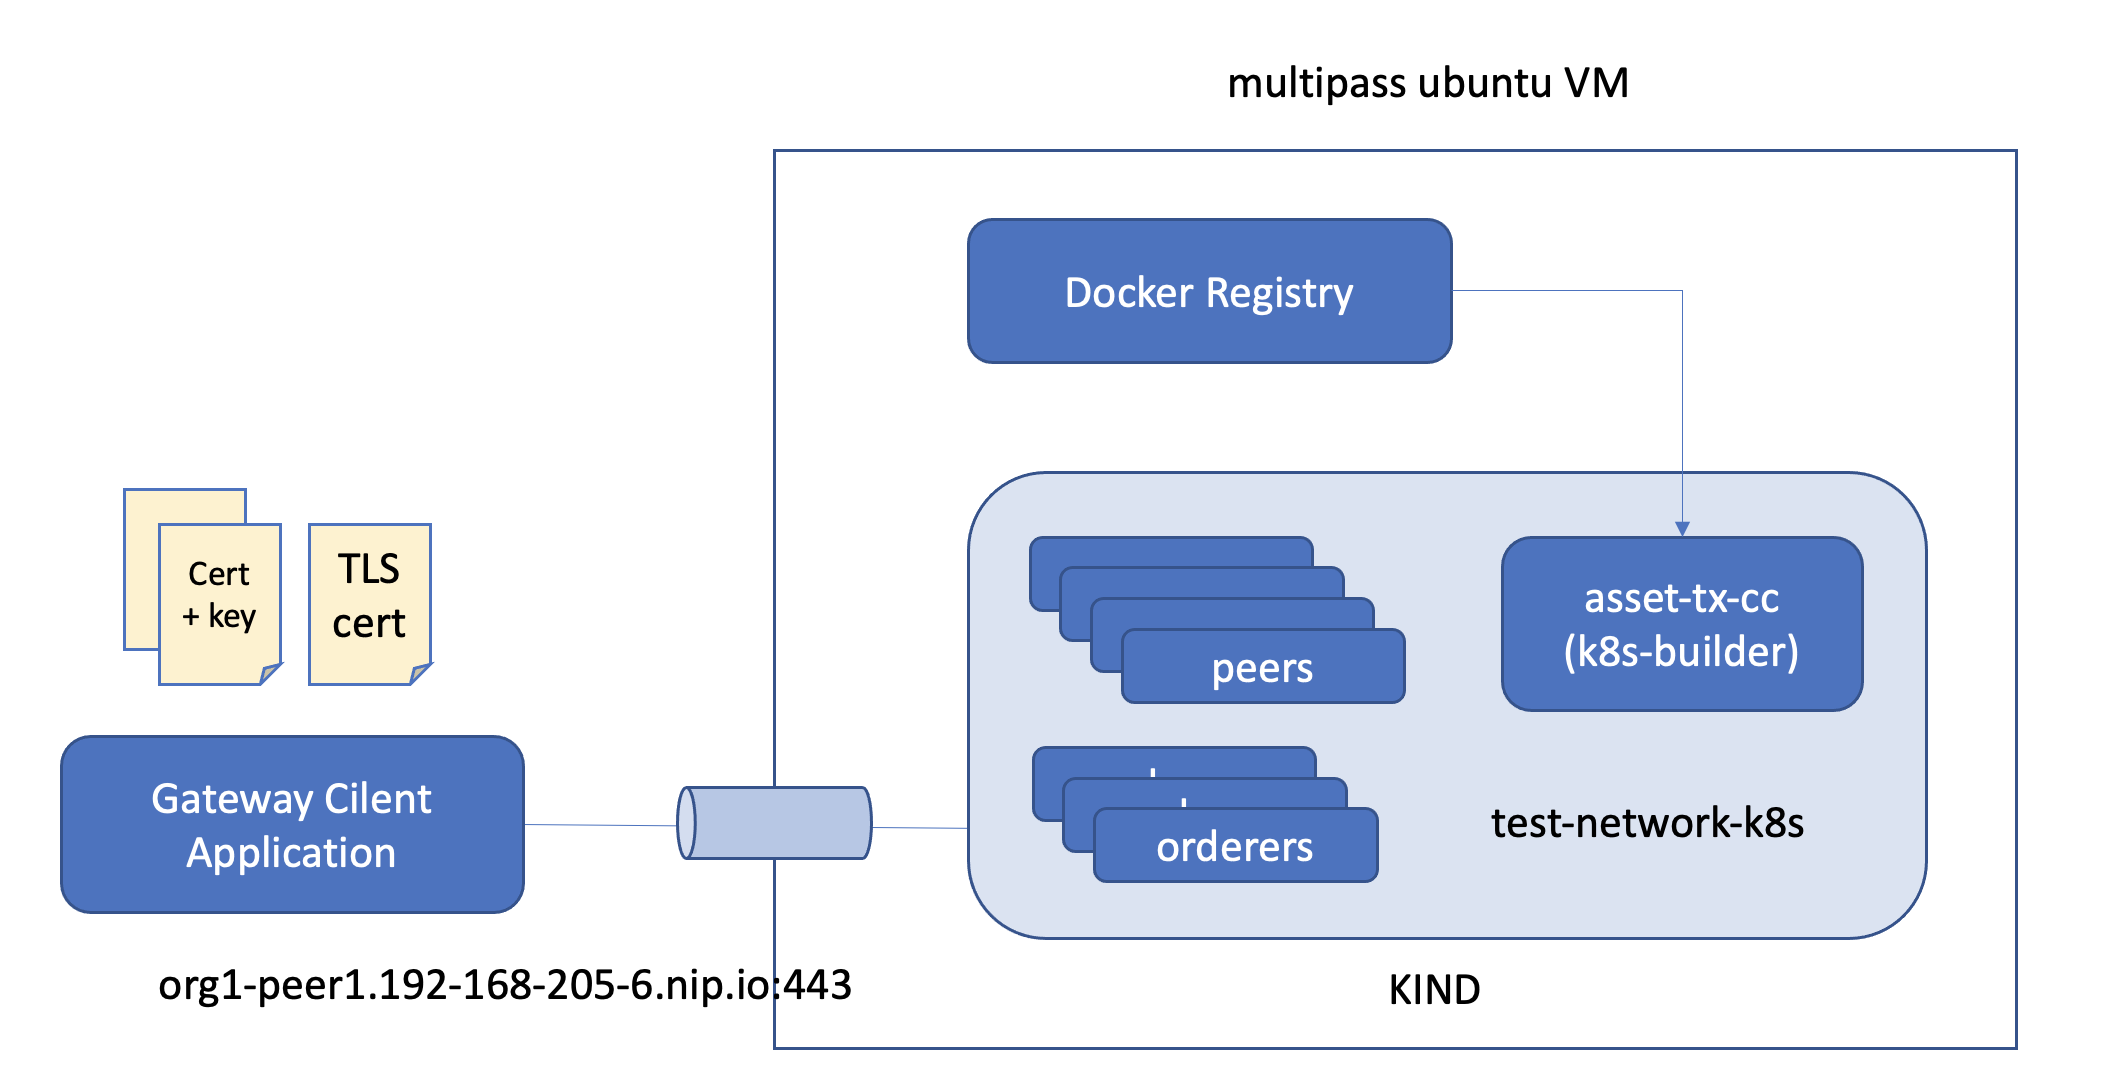 multipass ubuntu VM
Docker Registry
Cert
+ key
TLS
cert
asset-tx-cc
(k8s-builder)
peers
Gateway Cilent
Application
orderers
test-network-k8s
org1-peer1.192-168-205-6.nip.io:443
KIND